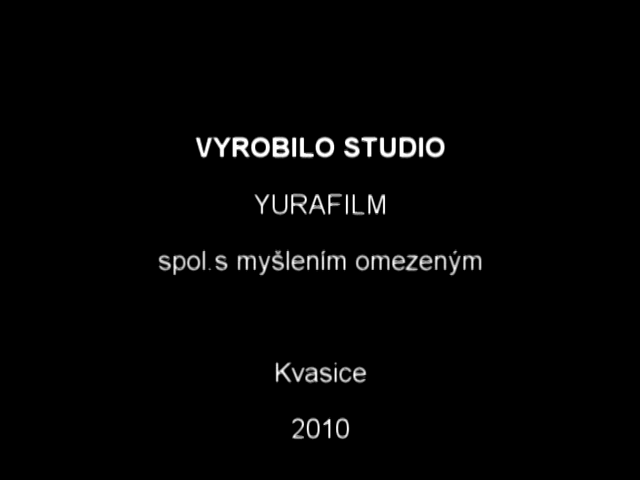 VYROBILO STUDIO
YURAFILM
spol.s myšlením omezeným
Kvasice
2010